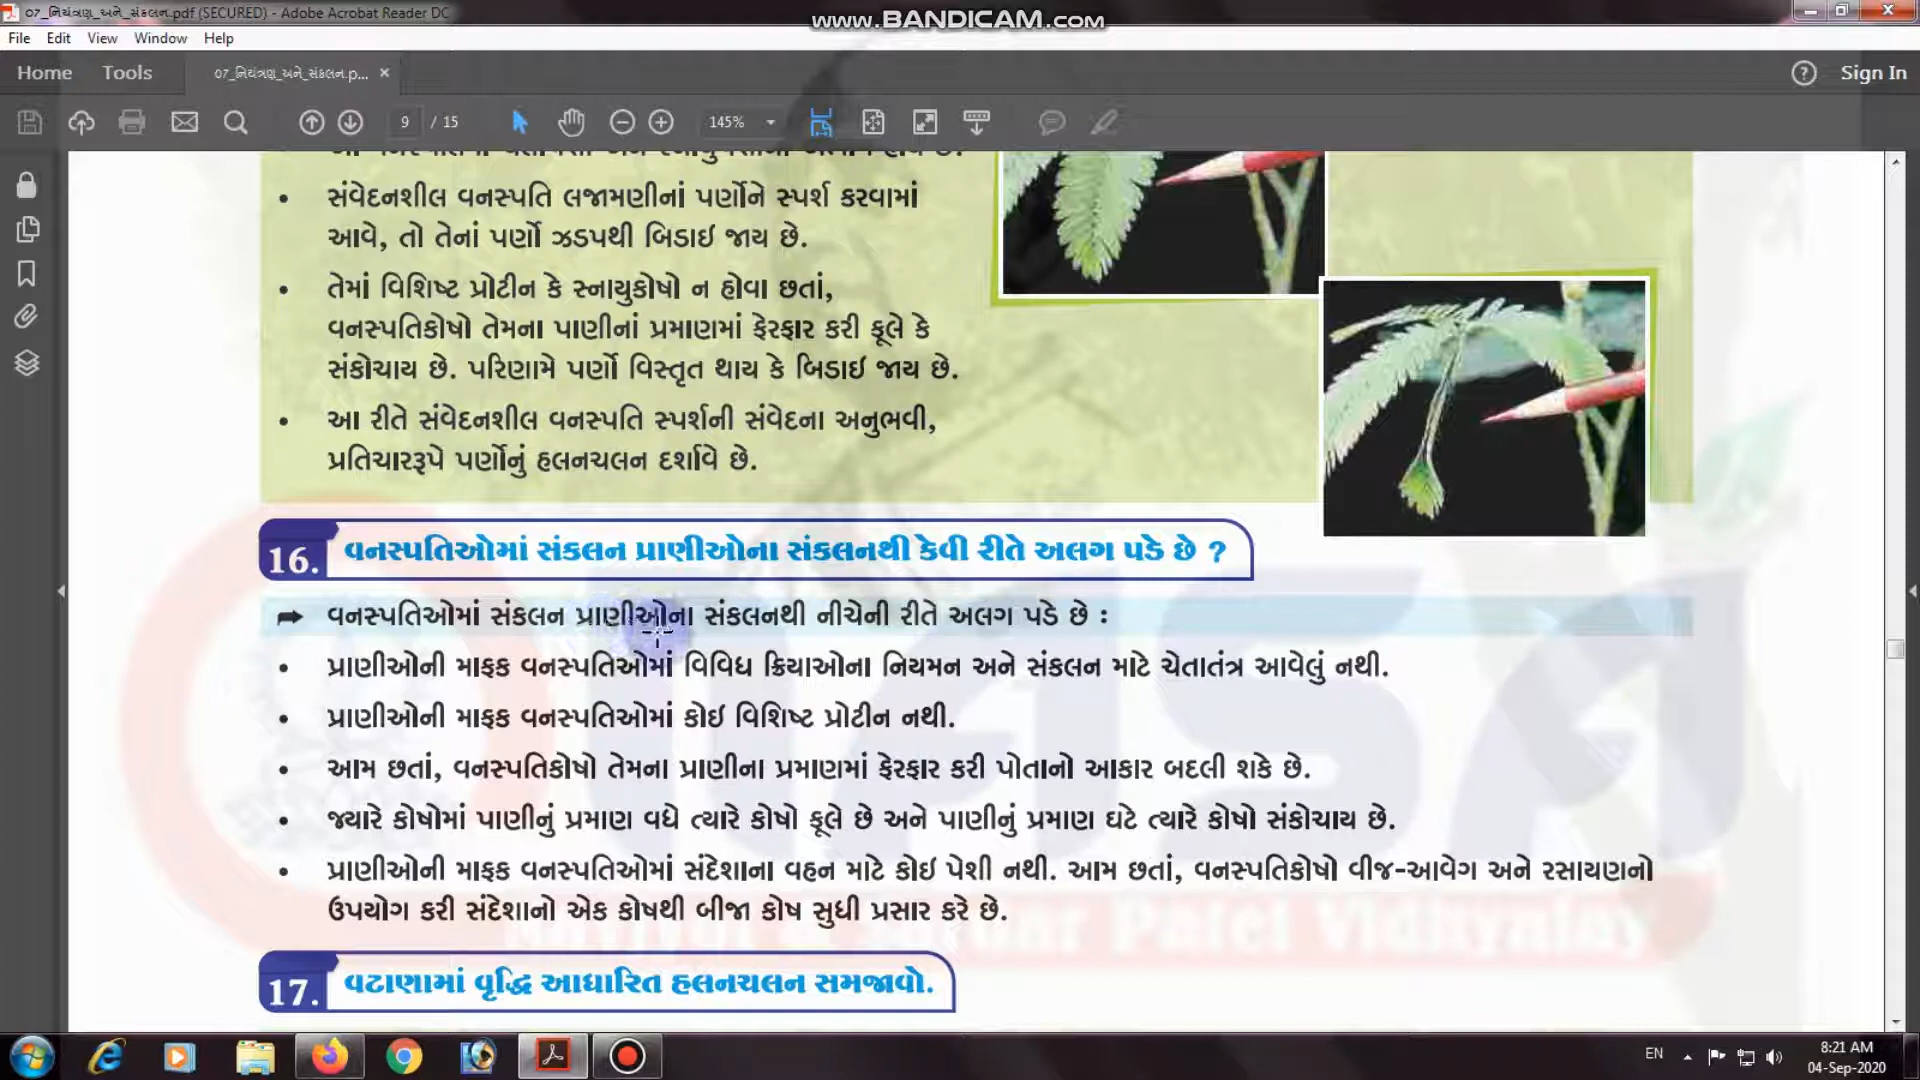 07_નિયંત્રણ_અને_સંકલન.pdf (SECURED) - Adobe Acrobat Reader DC
www.BANDICAM.com
File Edit View Window Help
Home Tools 07_નિયંત્રણ_અને_સંકલન.p... Sign In
9 / 15 145%
સંવેદનશીલ વનસ્પતિ લજામણીનાં પર્ણોને સ્પર્શ કરવામાં
આવે, તો તેનાં પર્ણો ઝડપથી બિડાઈ જાય છે.
તેમાં વિશિષ્ટ પ્રોટીન કે સ્નાયુકોષો ન હોવા છતાં,
વનસ્પતિકોષો તેમના પાણીનાં પ્રમાણમાં ફેરફાર કરી ફૂલે કે
સંકોચાય છે. પરિણામે પર્ણો વિસ્તૃત થાય કે બિડાઈ જાય છે.
આ રીતે સંવેદનશીલ વનસ્પતિ સ્પર્શની સંવેદના અનુભવી,
પ્રતિચારરૂપે પર્ણોનું હલનચલન દર્શાવે છે.
16. વનસ્પતિઓમાં સંકલન પ્રાણીઓના સંકલનથી કેવી રીતે અલગ પડે છે ?
➡ વનસ્પતિઓમાં સંકલન પ્રાણીઓના સંકલનથી નીચેની રીતે અલગ પડે છે :
• પ્રાણીઓની માફક વનસ્પતિઓમાં વિવિધ ક્રિયાઓના નિયમન અને સંકલન માટે ચેતાતંત્ર આવેલું નથી.
• પ્રાણીઓની માફક વનસ્પતિઓમાં કોઈ વિશિષ્ટ પ્રોટીન નથી.
• આમ છતાં, વનસ્પતિકોષો તેમના પ્રાણીના પ્રમાણમાં ફેરફાર કરી પોતાનો આકાર બદલી શકે છે.
• જ્યારે કોષોમાં પાણીનું પ્રમાણ વધે ત્યારે કોષો ફૂલે છે અને પાણીનું પ્રમાણ ઘટે ત્યારે કોષો સંકોચાય છે.
• પ્રાણીઓની માફક વનસ્પતિઓમાં સંદેશાના વહન માટે કોઈ પેશી નથી. આમ છતાં, વનસ્પતિકોષો વીજ-આવેગ અને રસાયણનો
ઉપયોગ કરી સંદેશાનો એક કોષથી બીજા કોષ સુધી પ્રસાર કરે છે.
17. વટાણામાં વૃદ્ધિ આધારિત હલનચલન સમજાવો.
EN 8:21 AM
04-Sep-2020